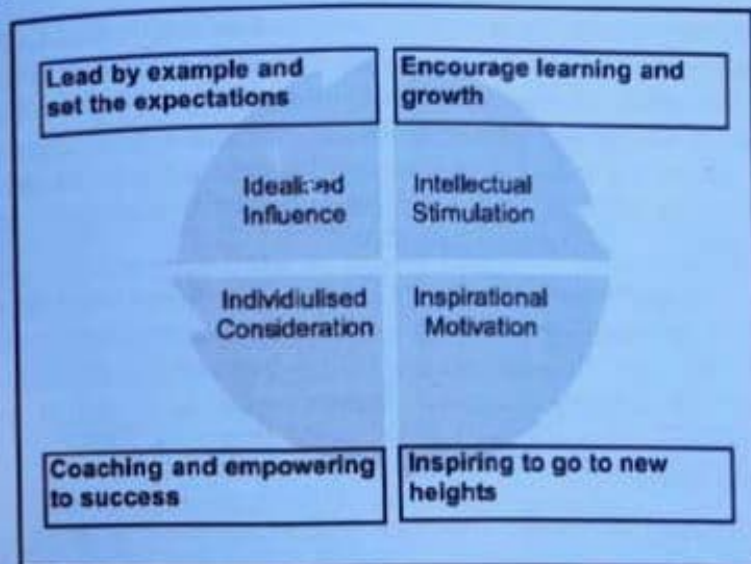 Lead by example and
set the expectations
Encourage learning and
growth
Idealised
Influence
Intellectual
Stimulation
Individiulised
Consideration
Inspirational
Motivation
Coaching and empowering
to success
Inspiring to go to new
heights